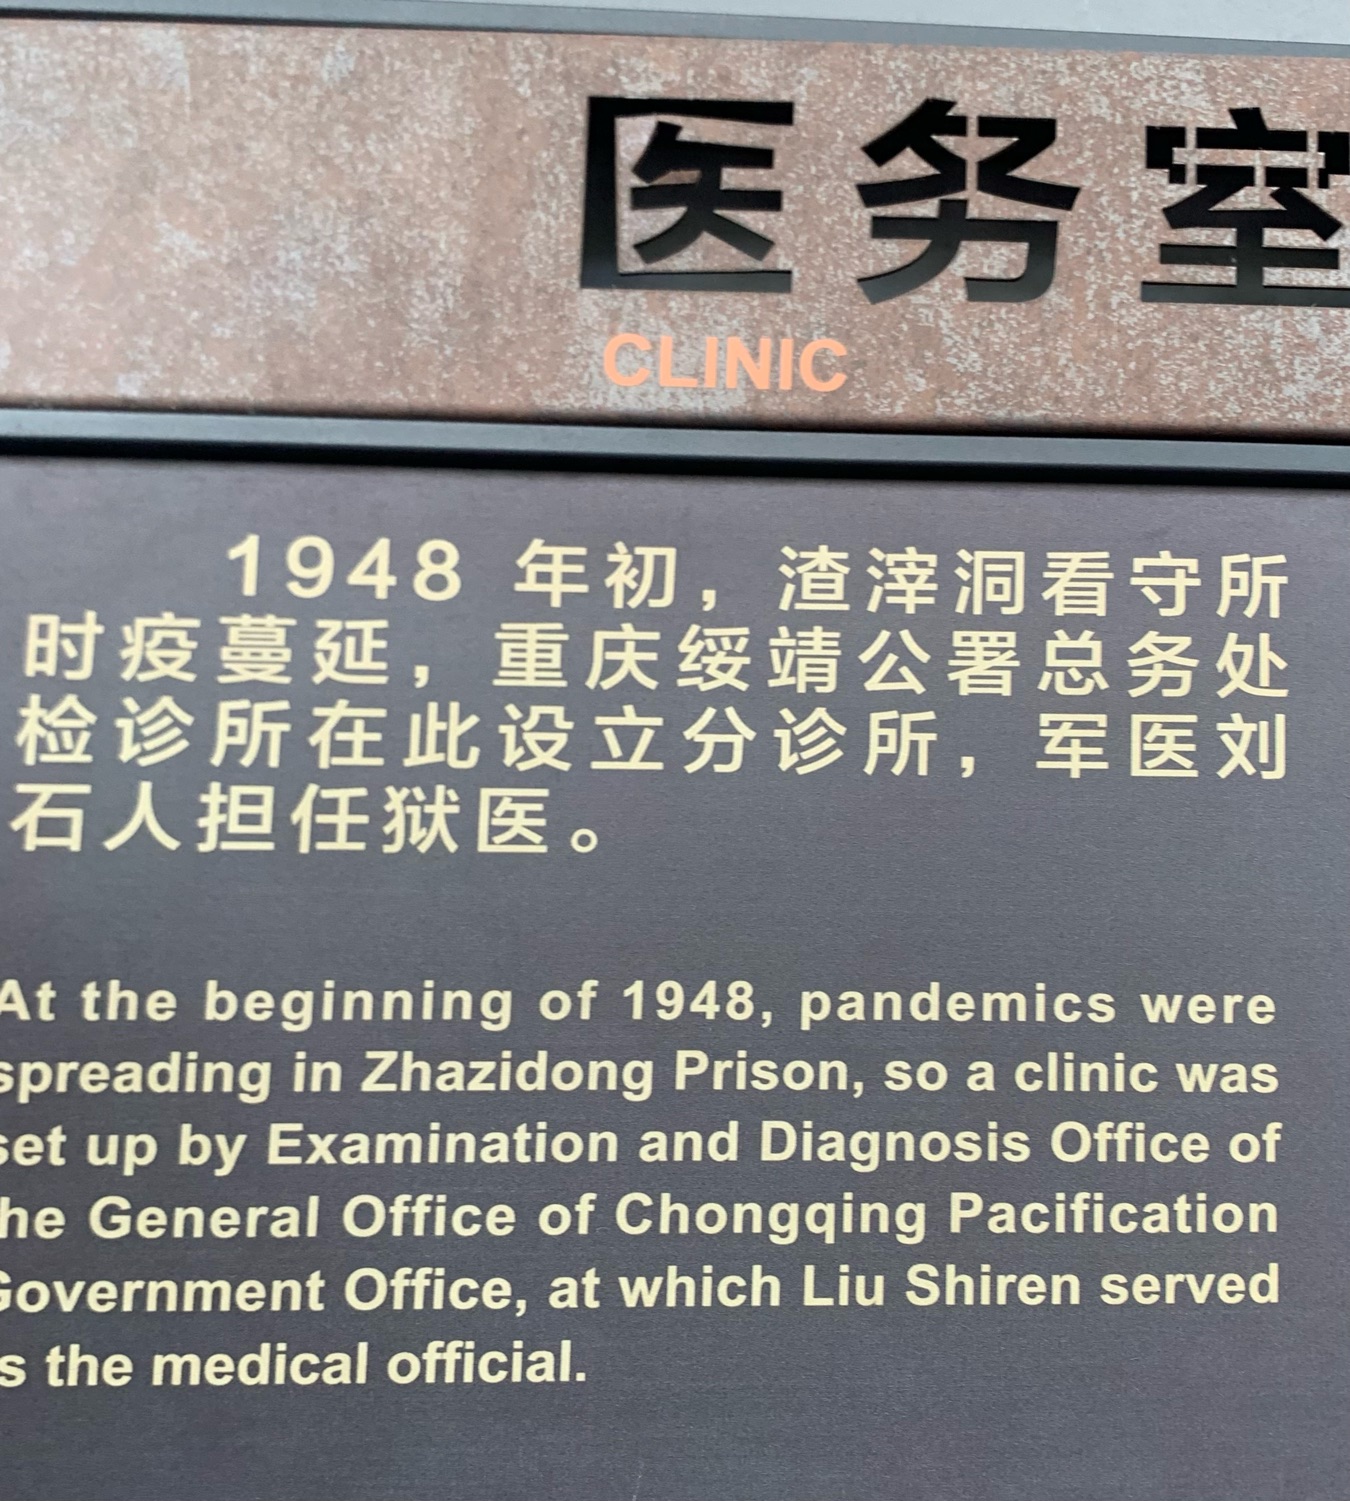 医务室
CLINIC
1948 年初，渣滓洞看守所
时疫蔓延，重庆绥靖公署总务处
检诊所在此设立分诊所，军医刘
石人担任狱医。
At the beginning of 1948, pandemics were
spreading in Zhazidong Prison, so a clinic was
set up by Examination and Diagnosis Office of
he General Office of Chongqing Pacification
Government Office, at which Liu Shiren served
s the medical official.